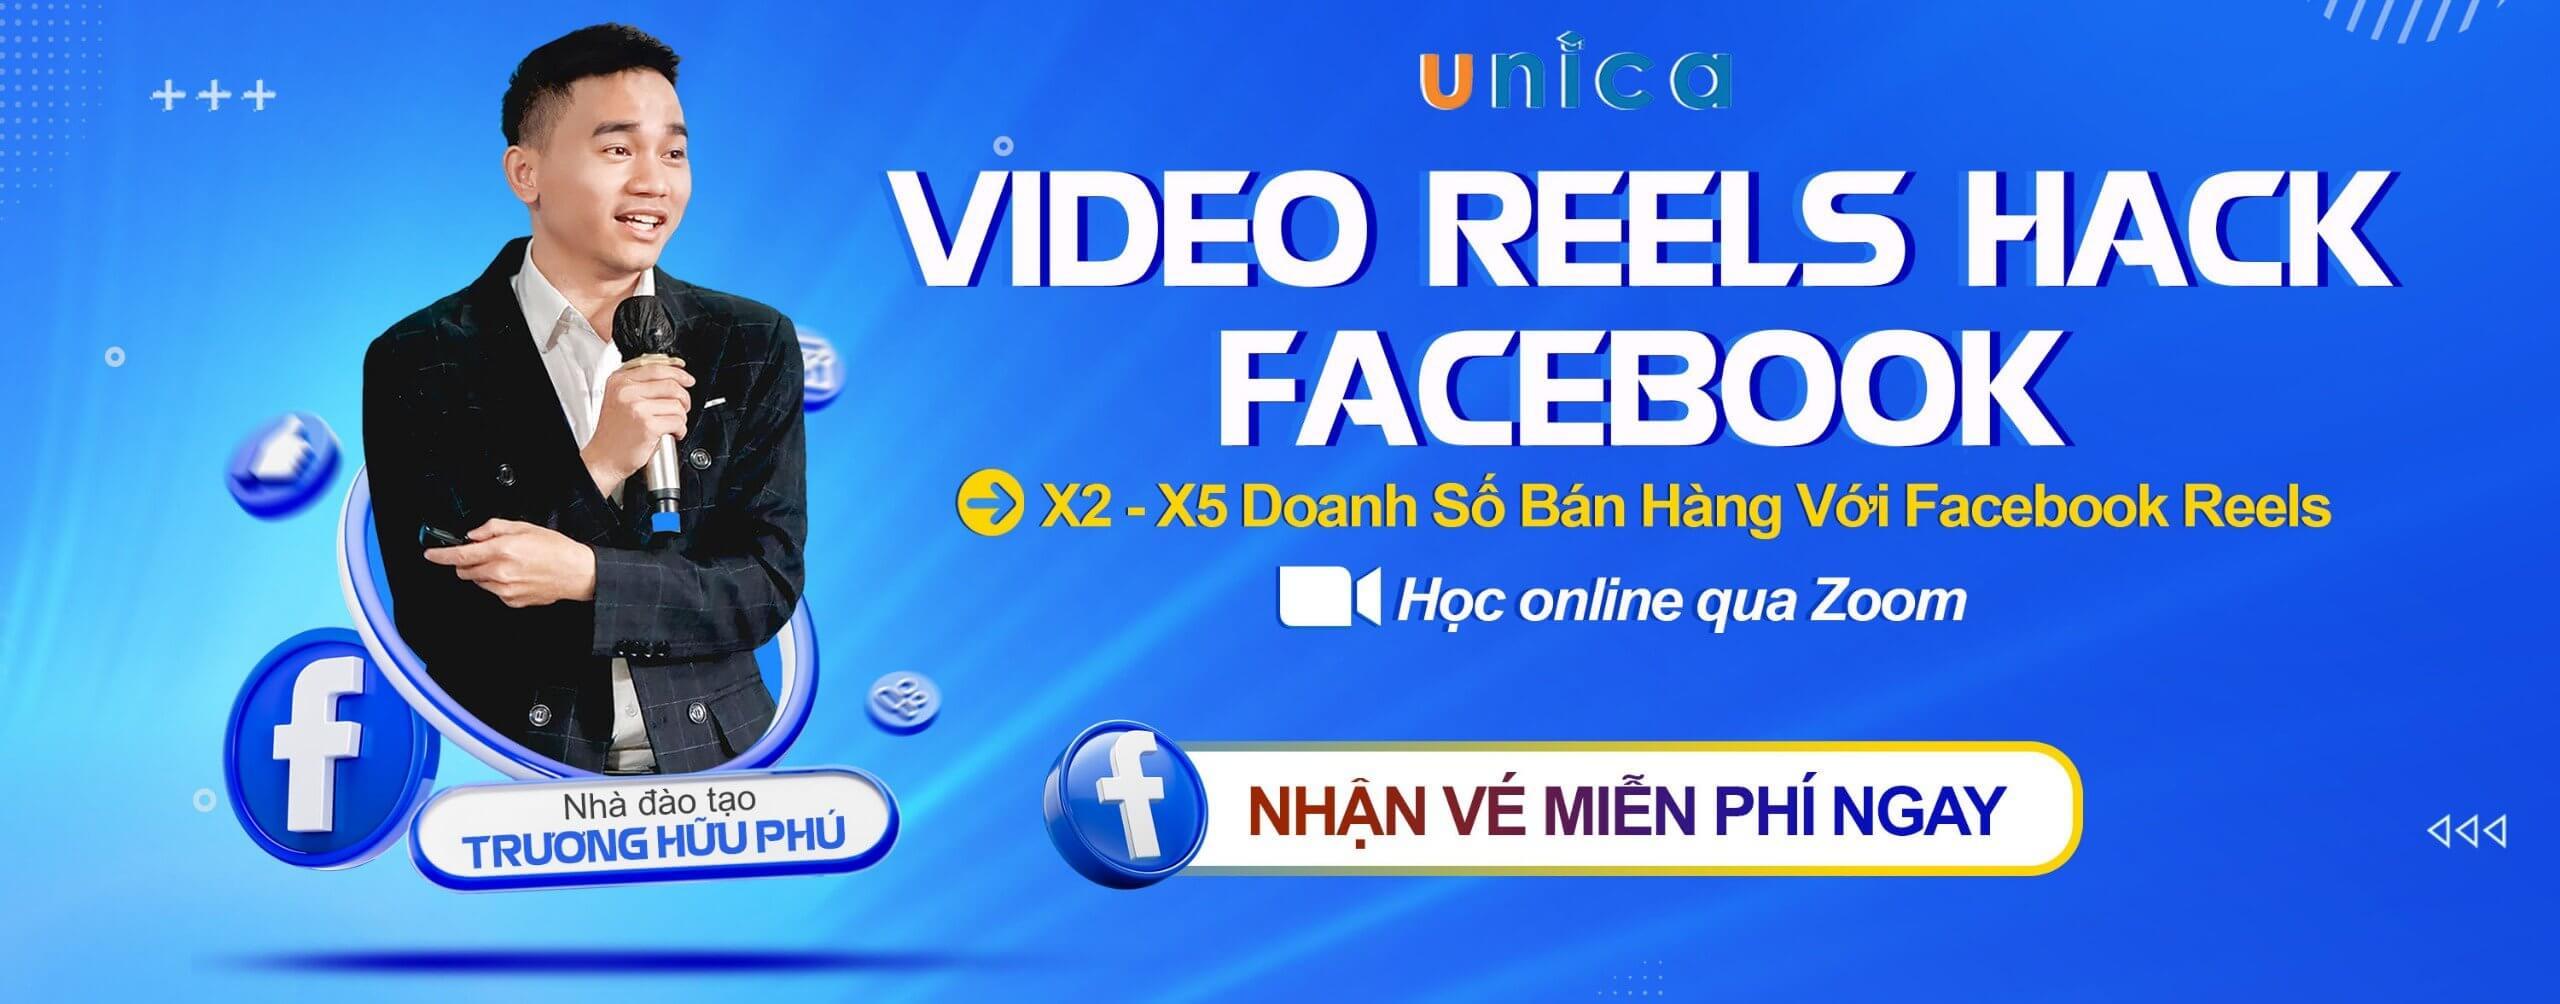 unica
VIDEO REELS HACK
FACEBOOK
X2 - X5 Doanh Số Bán Hàng Với Facebook Reels
Học online qua Zoom
NHẬN VÉ MIỄN PHÍ NGAY
Nhà đào tạo
TRƯƠNG HỮU PHÚ